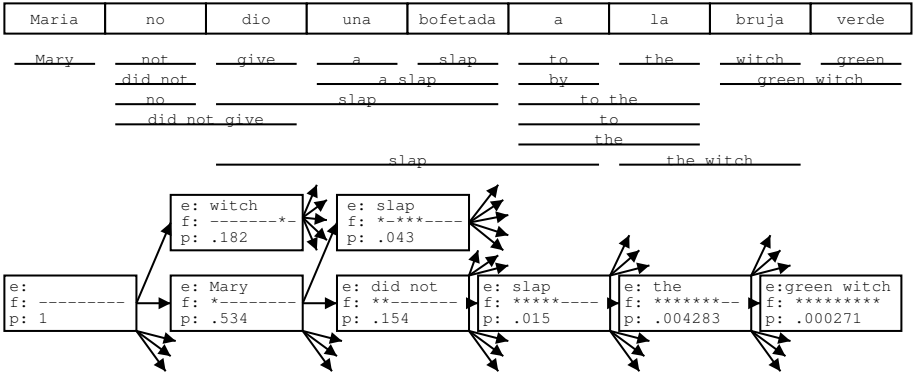 Maria no dio una bofetada a la bruja verde
Mary not give a slap to the witch green
did not a slap by green witch
no slap to the
did not give to
the
slap the witch
e: witch e: slap
f: -------*- f: *-***----
p: .182 p: .043
e: e: Mary e: did not e: slap e: the e:green witch
f: --------- f: *-------- f: **------- f: *****---- f: *******-- f: *********
p: 1 p: .534 p: .154 p: .015 p: .004283 p: .000271